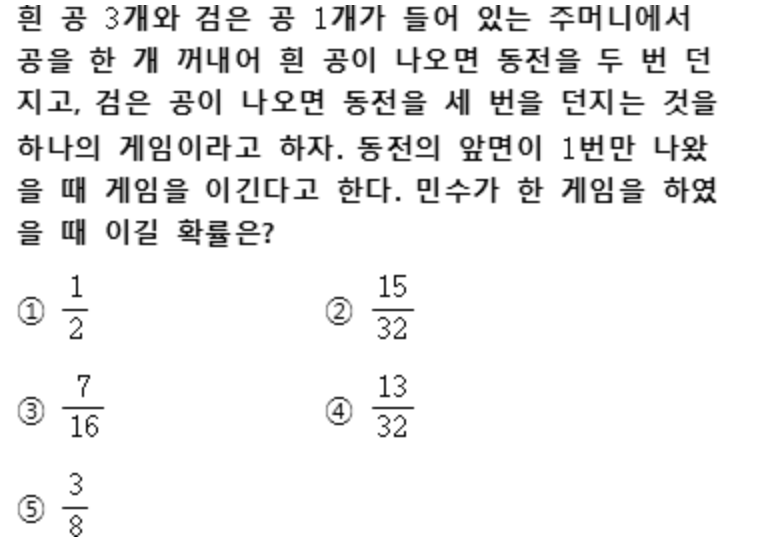 흰 공 3개와 검은 공 1개가 들어 있는 주머니에서
공을 한 개 꺼내어 흰 공이 나오면 동전을 두 번 던
지고, 검은 공이 나오면 동전을 세 번을 던지는 것을
하나의 게임이라고 하자. 동전의 앞면이 1번만 나왔
을 때 게임을 이긴다고 한다. 민수가 한 게임을 하였
을 때 이길 확률은?
① 1/2 ② 15/32
③ 7/16 ④ 13/32
⑤ 3/8